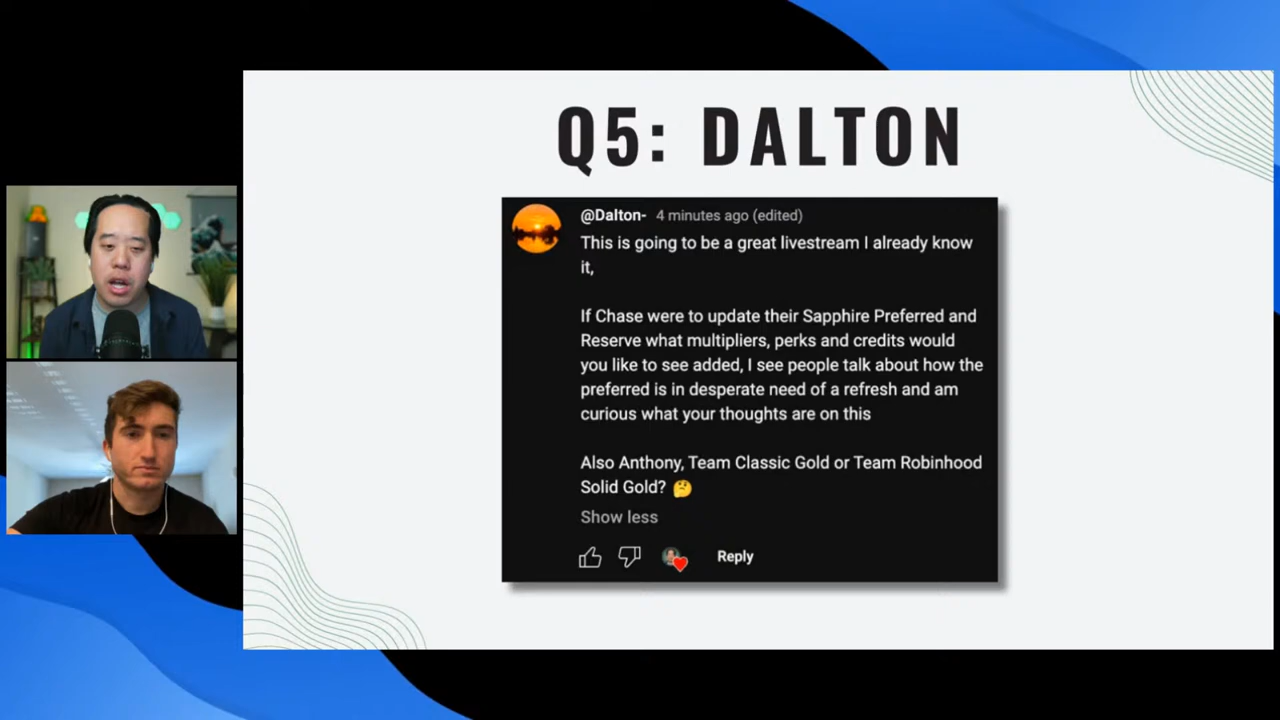 Q5: DALTON
@Dalton- 4 minutes ago (edited)
This is going to be a great livestream I already know
it,
If Chase were to update their Sapphire Preferred and
Reserve what multipliers, perks and credits would
you like to see added, I see people talk about how the
preferred is in desperate need of a refresh and am
curious what your thoughts are on this
Also Anthony, Team Classic Gold or Team Robinhood
Solid Gold? 🤔
Show less
Reply